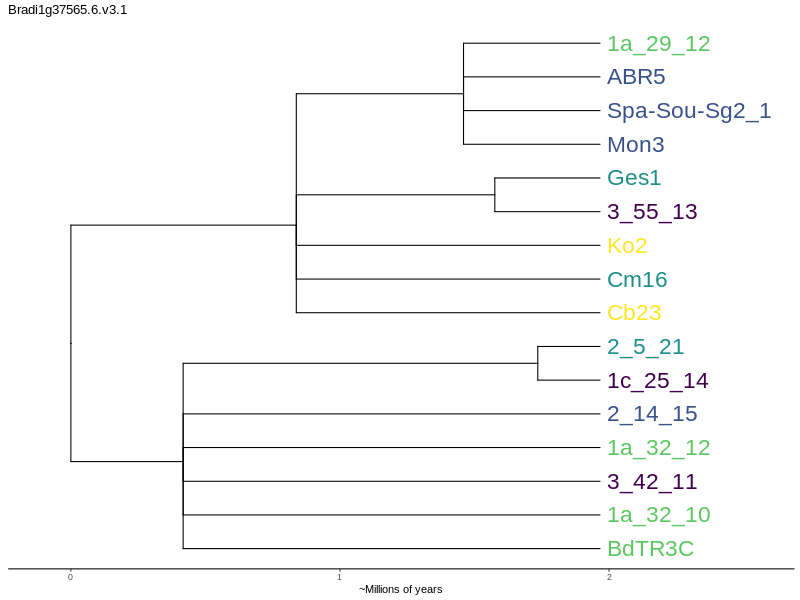 Bradi1g37565.6.v3.1
1a_29_12
ABR5
Spa-Sou-Sg2_1
Mon3
Ges1
3_55_13
Ko2
Cm16
Cb23
2_5_21
1c_25_14
2_14_15
1a_32_12
3_42_11
1a_32_10
BdTR3C
0 1 2
~Millions of years